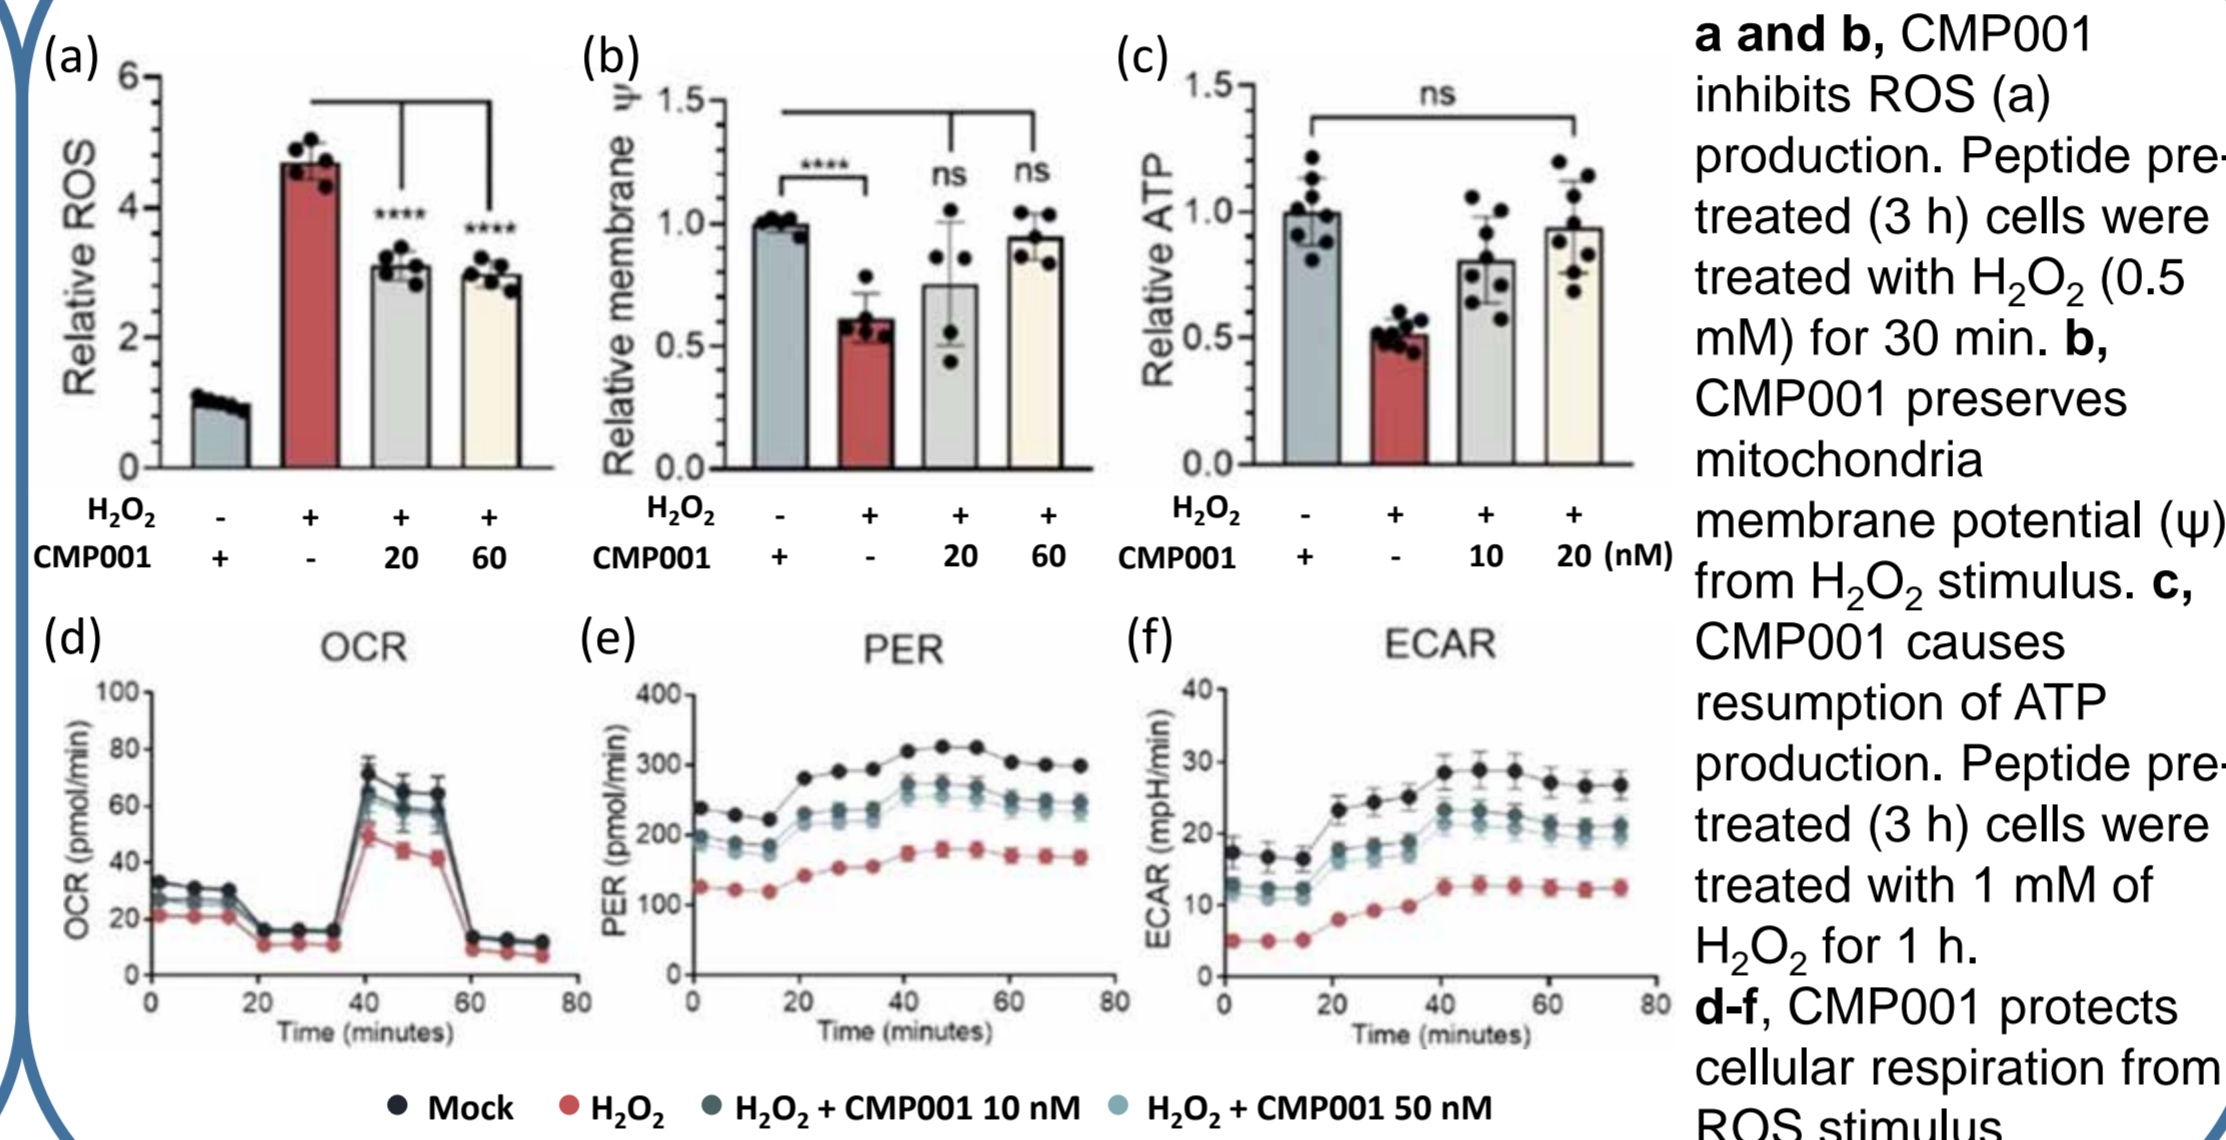 (a)
6
4
2
0
Relative ROS
****
****
H₂O₂ - + + +
CMP001 + - 20 60
(b)
1.5
1.0
0.5
0.0
Relative membrane ψ
****
ns
ns
H₂O₂ - + + +
CMP001 + - 20 60
(c)
1.5
1.0
0.5
0.0
Relative ATP
ns
H₂O₂ - + + +
CMP001 + - 10 20 (nM)
(d)
OCR
100
80
60
40
20
0
OCR (pmol/min)
0 20 40 60 80
Time (minutes)
(e)
PER
400
300
200
100
0
PER (pmol/min)
0 20 40 60 80
Time (minutes)
(f)
ECAR
40
30
20
10
0
ECAR (mpH/min)
0 20 40 60 80
Time (minutes)
Mock H₂O₂ H₂O₂ + CMP001 10 nM H₂O₂ + CMP001 50 nM
a and b, CMP001
inhibits ROS (a)
production. Peptide pre-
treated (3 h) cells were
treated with H₂O₂ (0.5
mM) for 30 min. b,
CMP001 preserves
mitochondria
membrane potential (ψ)
from H₂O₂ stimulus. c,
CMP001 causes
resumption of ATP
production. Peptide pre-
treated (3 h) cells were
treated with 1 mM of
H₂O₂ for 1 h.
d-f, CMP001 protects
cellular respiration from
ROS stimulus